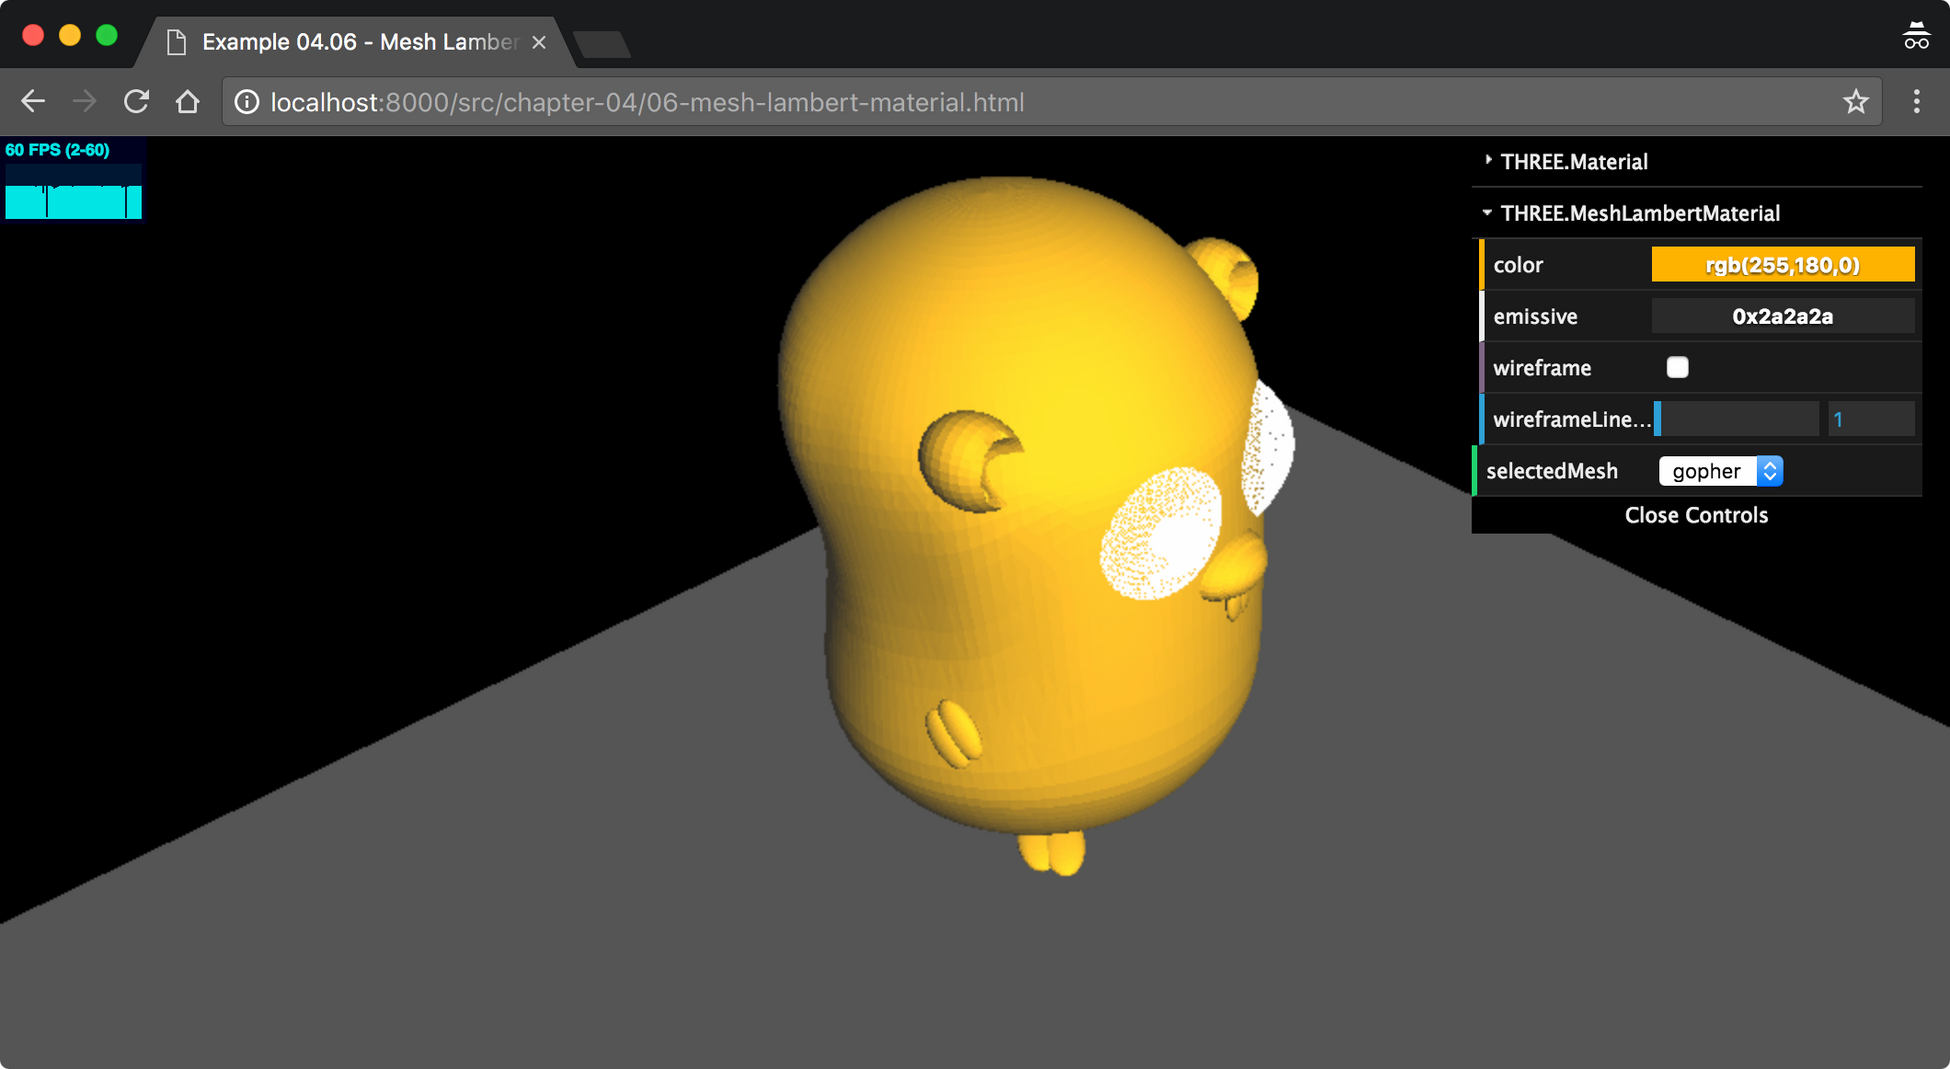 Example 04.06 - Mesh Lamber
localhost:8000/src/chapter-04/06-mesh-lambert-material.html
60 FPS (2-60)
THREE.Material
THREE.MeshLambertMaterial
color rgb(255,180,0)
emissive 0x2a2a2a
wireframe
wireframeLine... 1
selectedMesh gopher
Close Controls